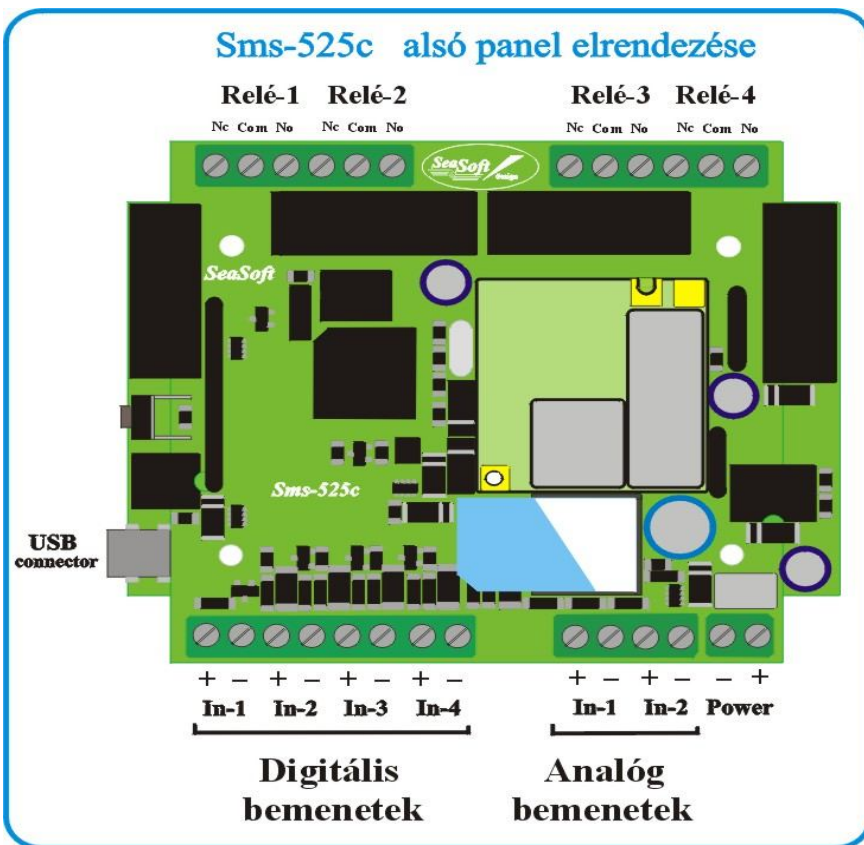 Sms-525c alsó panel elrendezése
Relé-1 Relé-2 Relé-3 Relé-4
Nc Com No Nc Com No Nc Com No Nc Com No
SeaSoft
design
SeaSoft
Sms-525c
USB
connector
+ − + − + − + − + − + − − +
In-1 In-2 In-3 In-4 In-1 In-2 Power
Digitális Analóg
bemenetek bemenetek